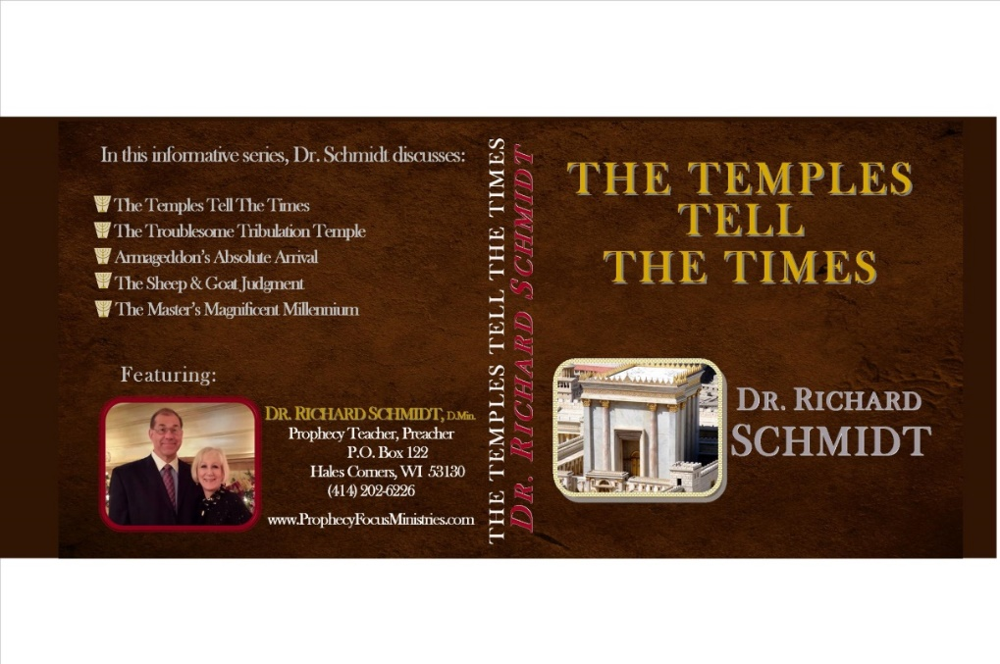 In this informative series, Dr. Schmidt discusses:
The Temples Tell The Times
The Troublesome Tribulation Temple
Armageddon's Absolute Arrival
The Sheep & Goat Judgment
The Master's Magnificent Millennium
Featuring:
DR. RICHARD SCHMIDT, D.Min.
Prophecy Teacher, Preacher
P.O. Box 122
Hales Corners, WI 53130
(414) 202-6226
www.ProphecyFocusMinistries.com
THE TEMPLES TELL THE TIMES
DR. RICHARD SCHMIDT
THE TEMPLES
TELL
THE TIMES
DR. RICHARD
SCHMIDT